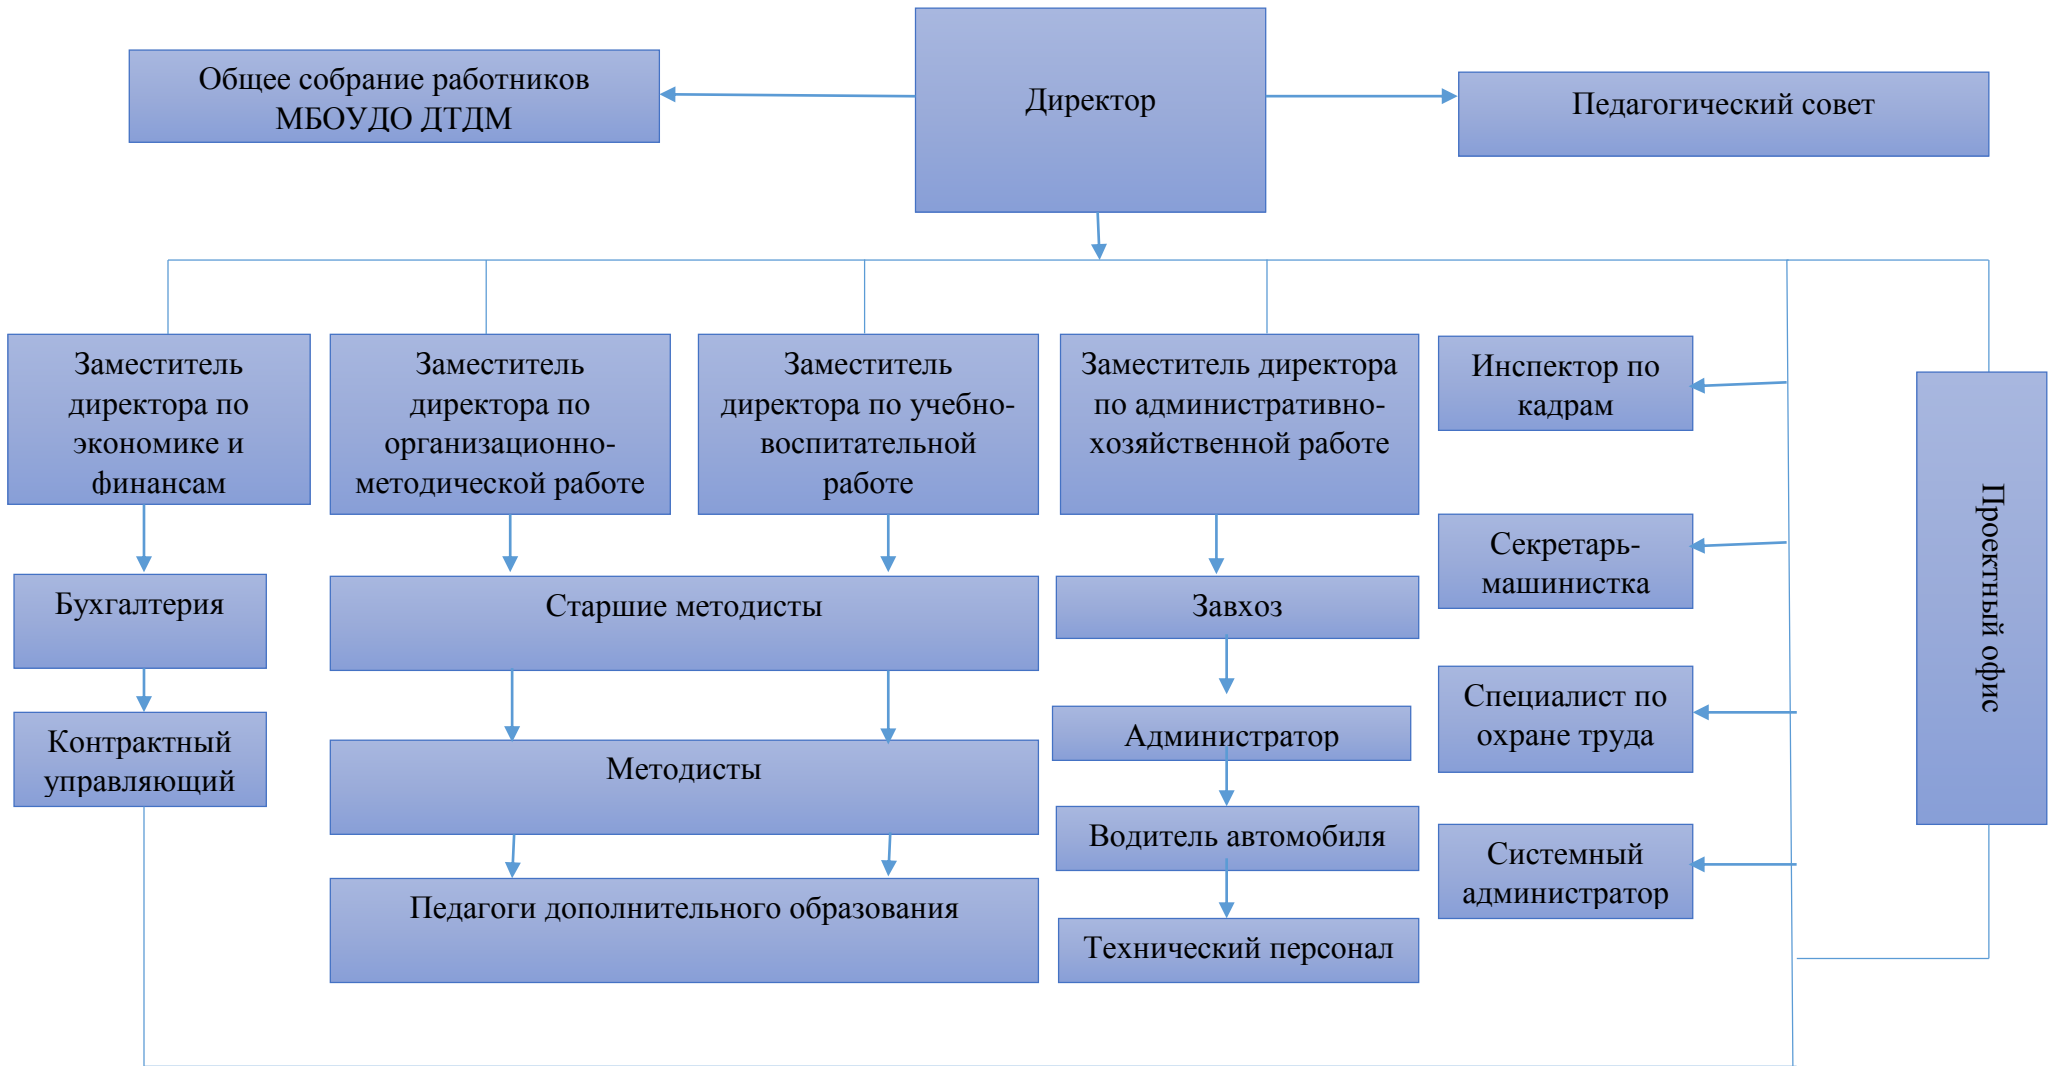 Общее собрание работников
МБОУДО ДТДМ
Директор
Педагогический совет
Заместитель
директора по
экономике и
финансам
Заместитель
директора по
организационно-
методической работе
Заместитель
директора по учебно-
воспитательной
работе
Заместитель директора
по административно-
хозяйственной работе
Инспектор по
кадрам
Проектный офис
Секретарь-
машинистка
Бухгалтерия
Старшие методисты
Завхоз
Специалист по
охране труда
Контрактный
управляющий
Методисты
Администратор
Водитель автомобиля
Системный
администратор
Педагоги дополнительного образования
Технический персонал